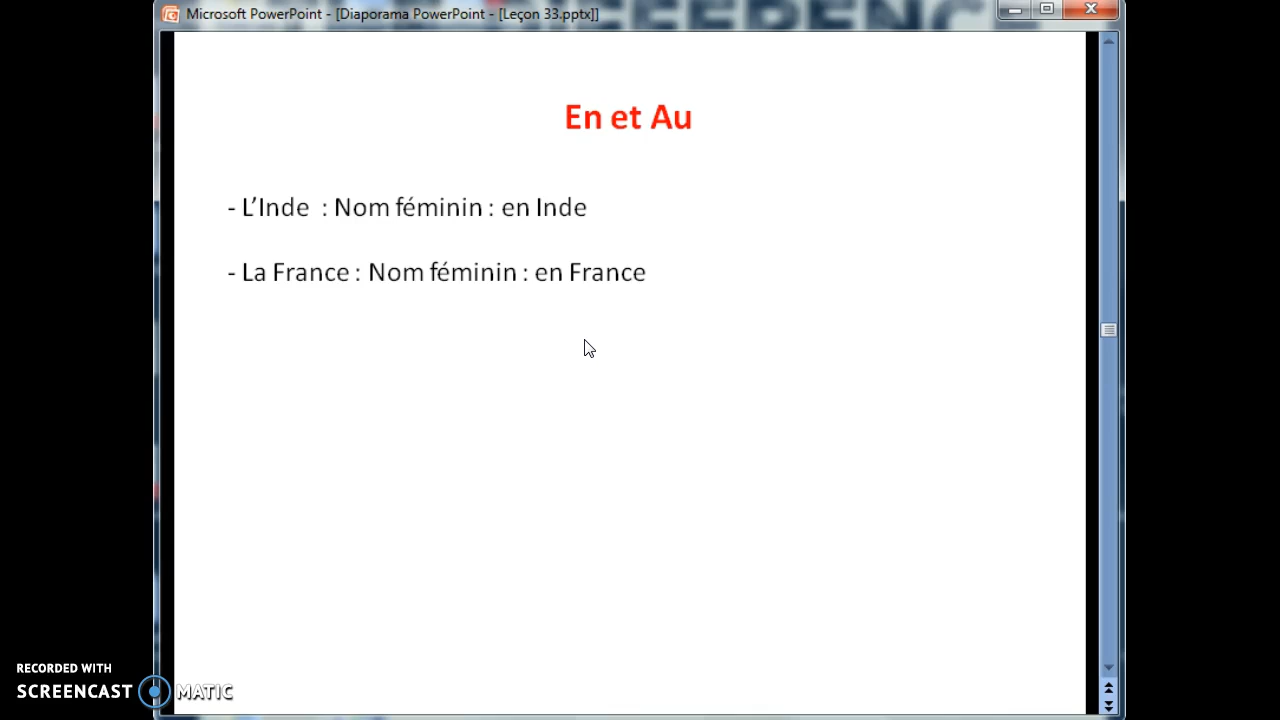 Microsoft PowerPoint - [Diaporama PowerPoint - [Leçon 33.pptx]]
En et Au
- L’Inde : Nom féminin : en Inde
- La France : Nom féminin : en France
RECORDED WITH
SCREENCAST MATIC